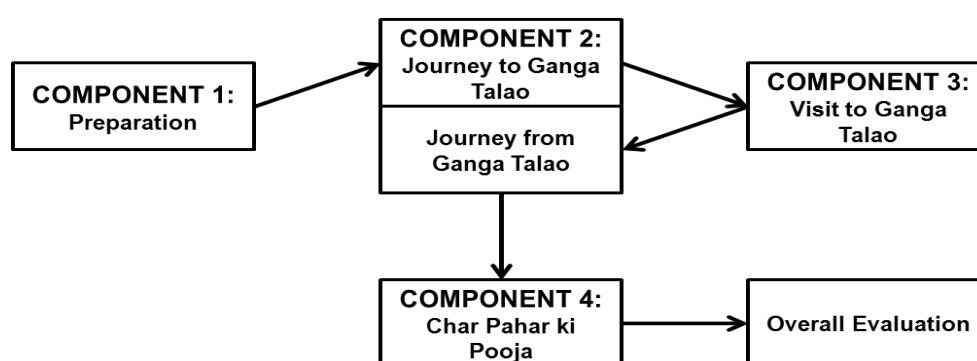 COMPONENT 1:
Preparation
COMPONENT 2:
Journey to Ganga
Talao
Journey from
Ganga Talao
COMPONENT 3:
Visit to Ganga
Talao
COMPONENT 4:
Char Pahar ki
Pooja
Overall Evaluation